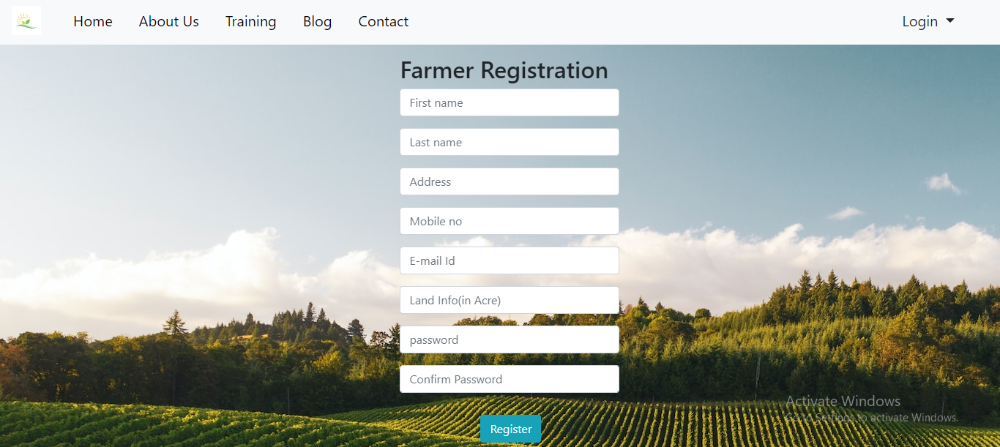 Home About Us Training Blog Contact Login
Farmer Registration
First name
Last name
Address
Mobile no
E-mail Id
Land Info(in Acre)
password
Confirm Password
Activate Windows
Go to Settings to activate Windows.
Register